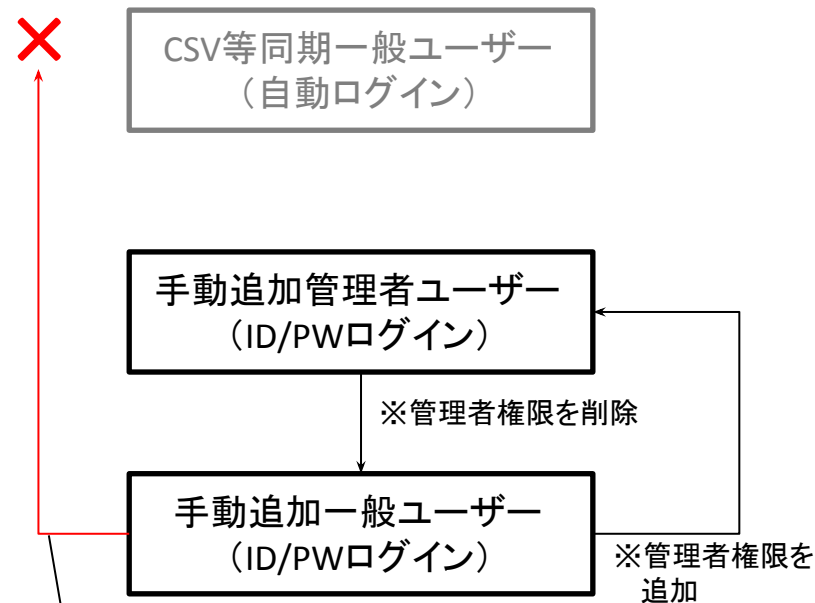 CSV等同期一般ユーザー
（自動ログイン）
手動追加管理者ユーザー
（ID/PWログイン）
※管理者権限を削除
手動追加一般ユーザー
（ID/PWログイン）
※管理者権限を
追加